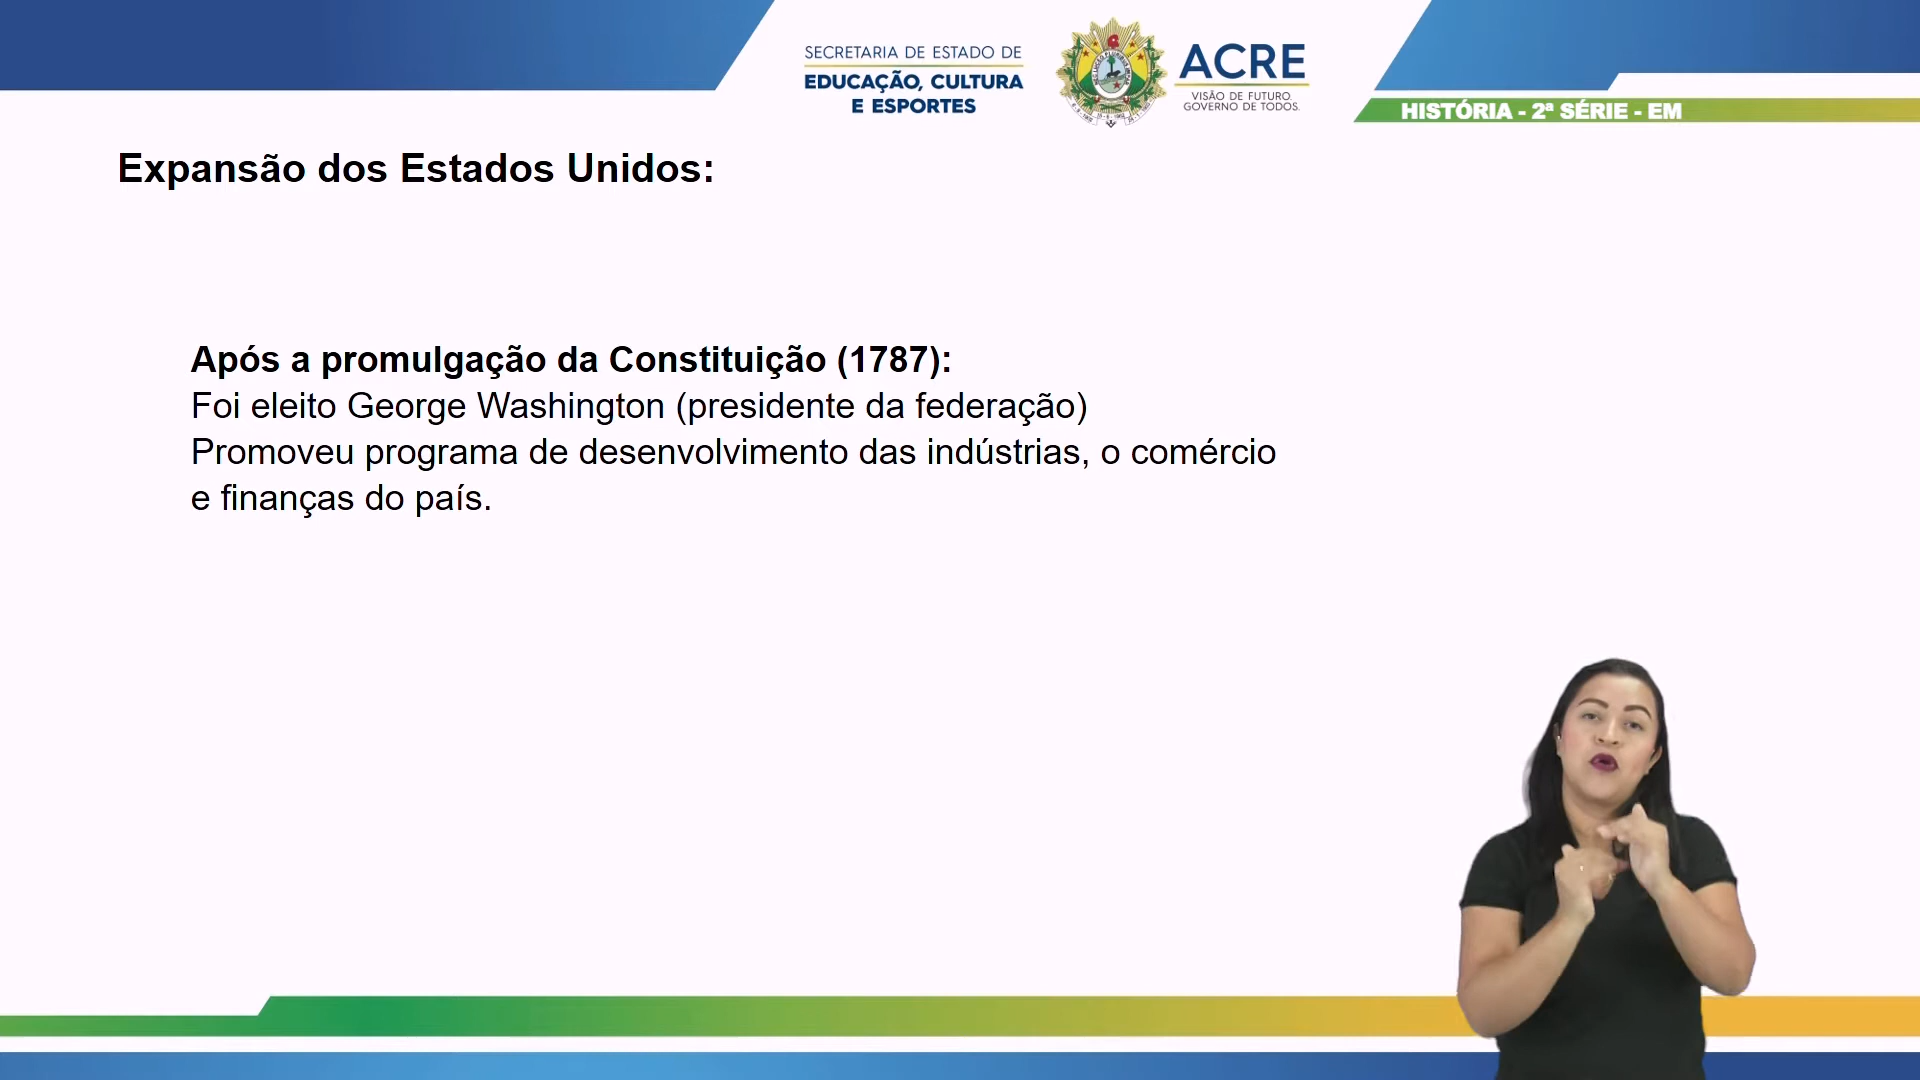 SECRETARIA DE ESTADO DE
EDUCAÇÃO, CULTURA
E ESPORTES
ACRE
VISÃO DE FUTURO.
GOVERNO DE TODOS.
HISTÓRIA - 2ª SÉRIE - EM
Expansão dos Estados Unidos:
Após a promulgação da Constituição (1787):
Foi eleito George Washington (presidente da federação)
Promoveu programa de desenvolvimento das indústrias, o comércio
e finanças do país.